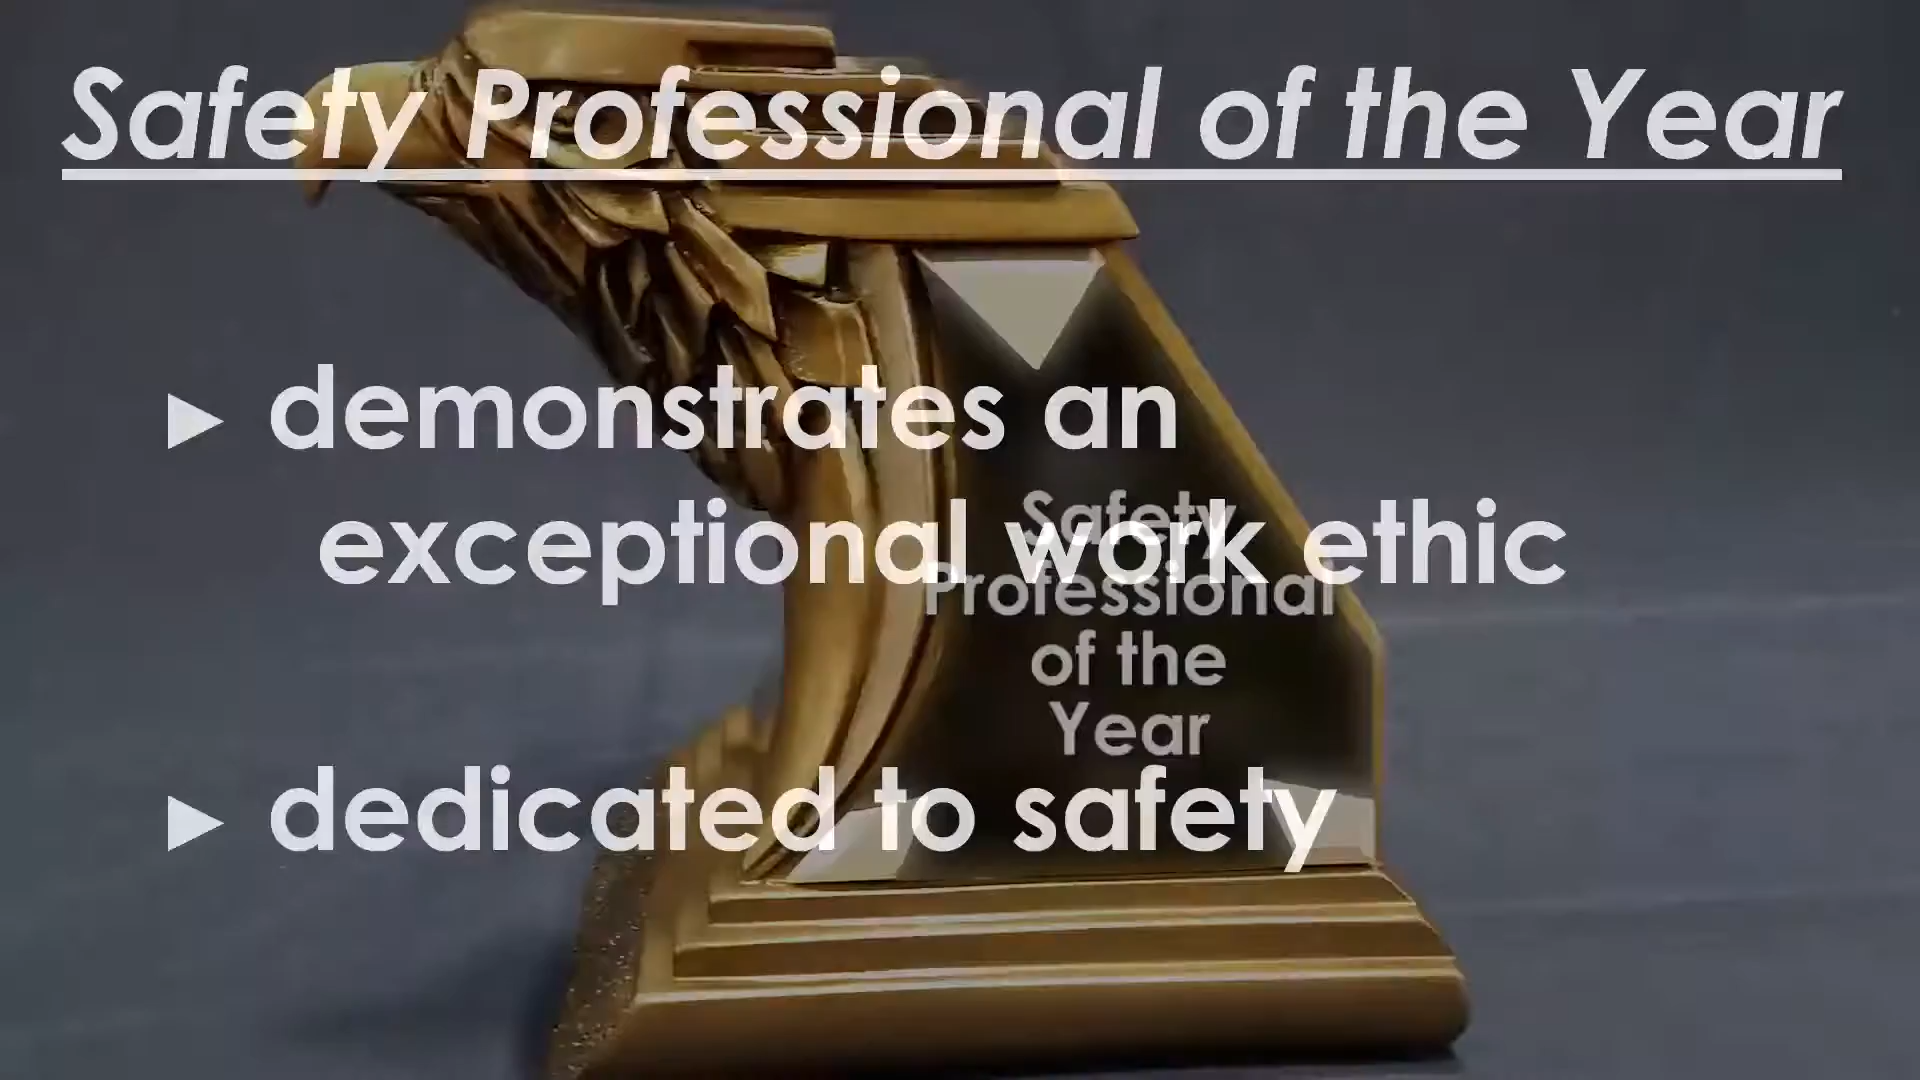 Safety Professional of the Year
► demonstrates an
exceptional work ethic
► dedicated to safety
Safety
Professional
of the
Year